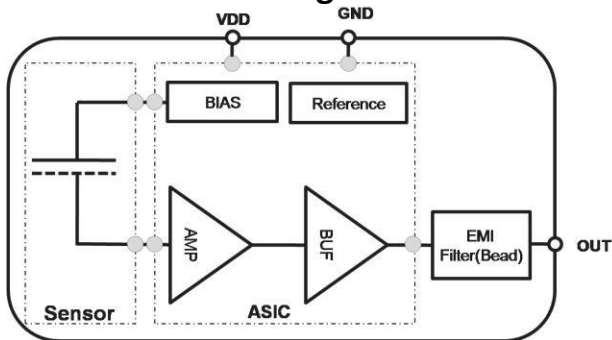 VDD
GND
BIAS
Reference
AMP
BUF
EMI
Filter(Bead)
OUT
Sensor
ASIC